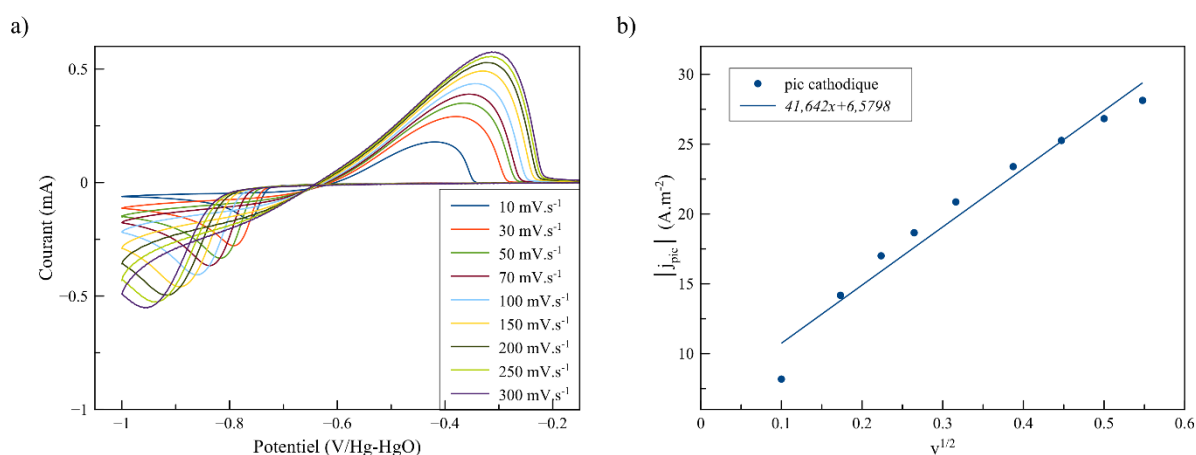 a)
0.5
0
−0.5
−1
Courant (mA)
−1
−0.8
−0.6
−0.4
−0.2
Potentiel (V/Hg-HgO)
10 mV.s⁻¹
30 mV.s⁻¹
50 mV.s⁻¹
70 mV.s⁻¹
100 mV.s⁻¹
150 mV.s⁻¹
200 mV.s⁻¹
250 mV.s⁻¹
300 mV.s⁻¹
b)
30
25
20
15
10
|j_pic| (A.m⁻²)
pic cathodique
41,642x+6,5798
0
0.1
0.2
0.3
0.4
0.5
0.6
v^1/2